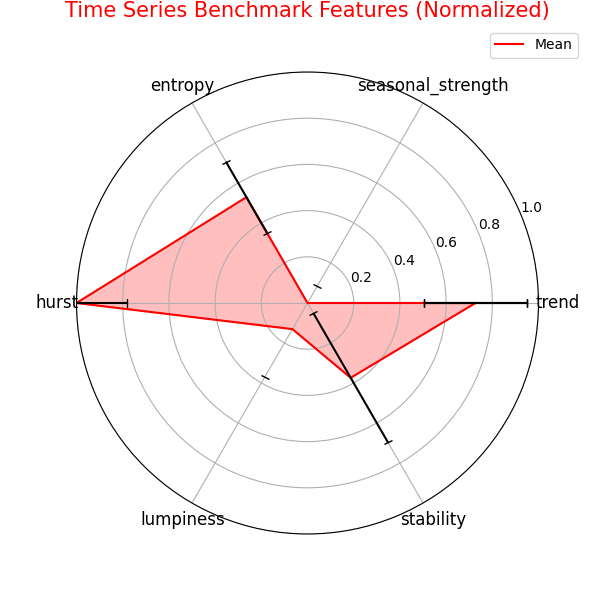 Time Series Benchmark Features (Normalized)
Mean
entropy
seasonal_strength
1.0
0.8
0.6
0.4
0.2
hurst
trend
lumpiness
stability